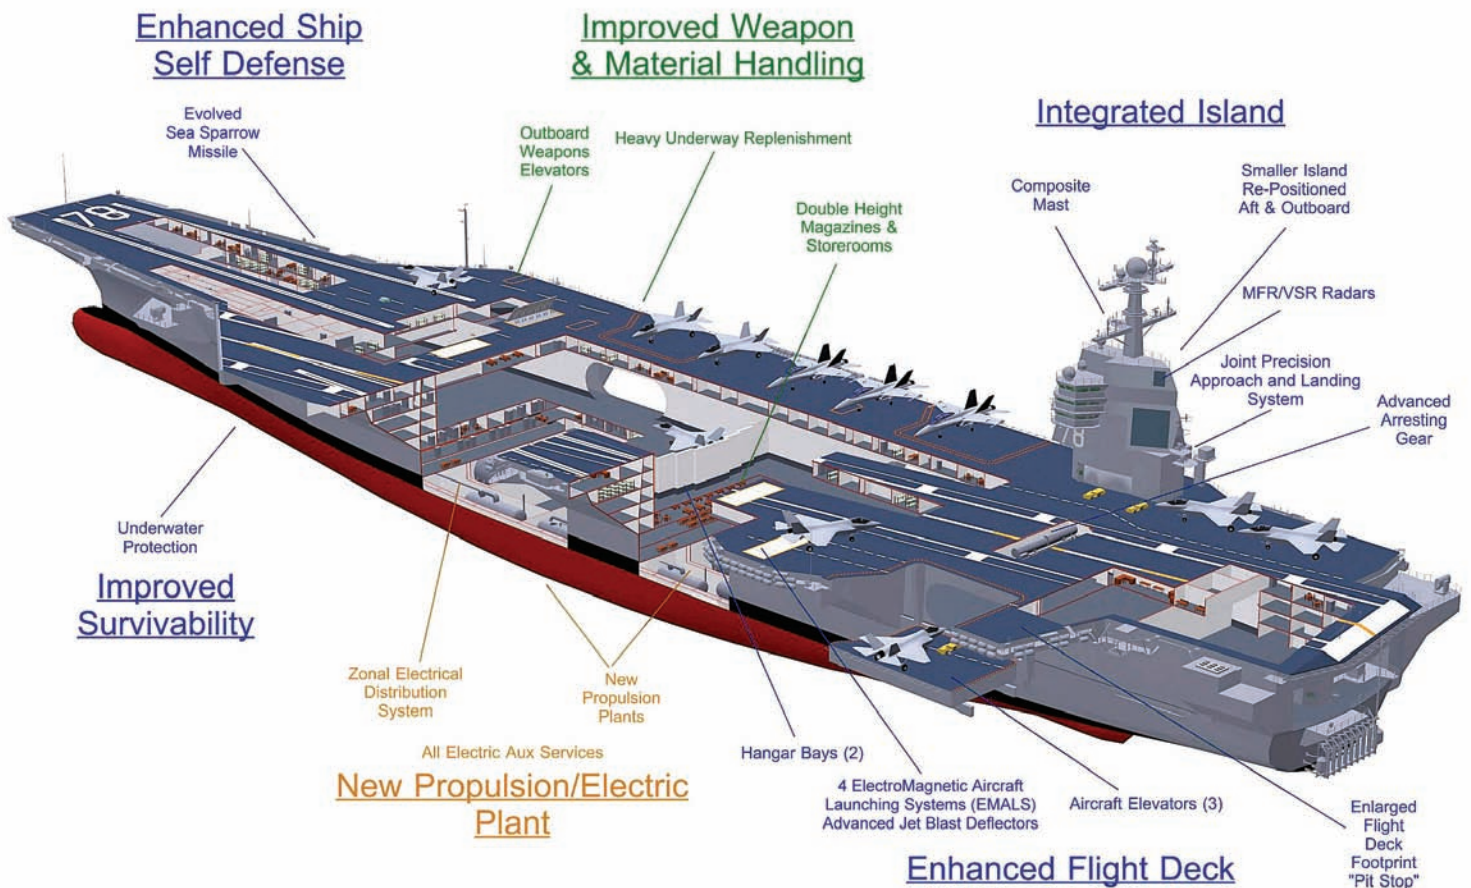 Enhanced Ship
Self Defense
Improved Weapon
& Material Handling
Integrated Island
Evolved
Sea Sparrow
Missile
Outboard
Weapons
Elevators
Heavy Underway Replenishment
Double Height
Magazines &
Storerooms
Composite
Mast
Smaller Island
Re-Positioned
Aft & Outboard
MFR/VSR Radars
Joint Precision
Approach and Landing
System
Advanced
Arresting
Gear
78
78
Underwater
Protection
Improved
Survivability
Zonal Electrical
Distribution
System
New
Propulsion
Plants
All Electric Aux Services
New Propulsion/Electric
Plant
Hangar Bays (2)
4 ElectroMagnetic Aircraft
Launching Systems (EMALS)
Advanced Jet Blast Deflectors
Aircraft Elevators (3)
Enlarged
Flight
Deck
Footprint
"Pit Stop"
Enhanced Flight Deck